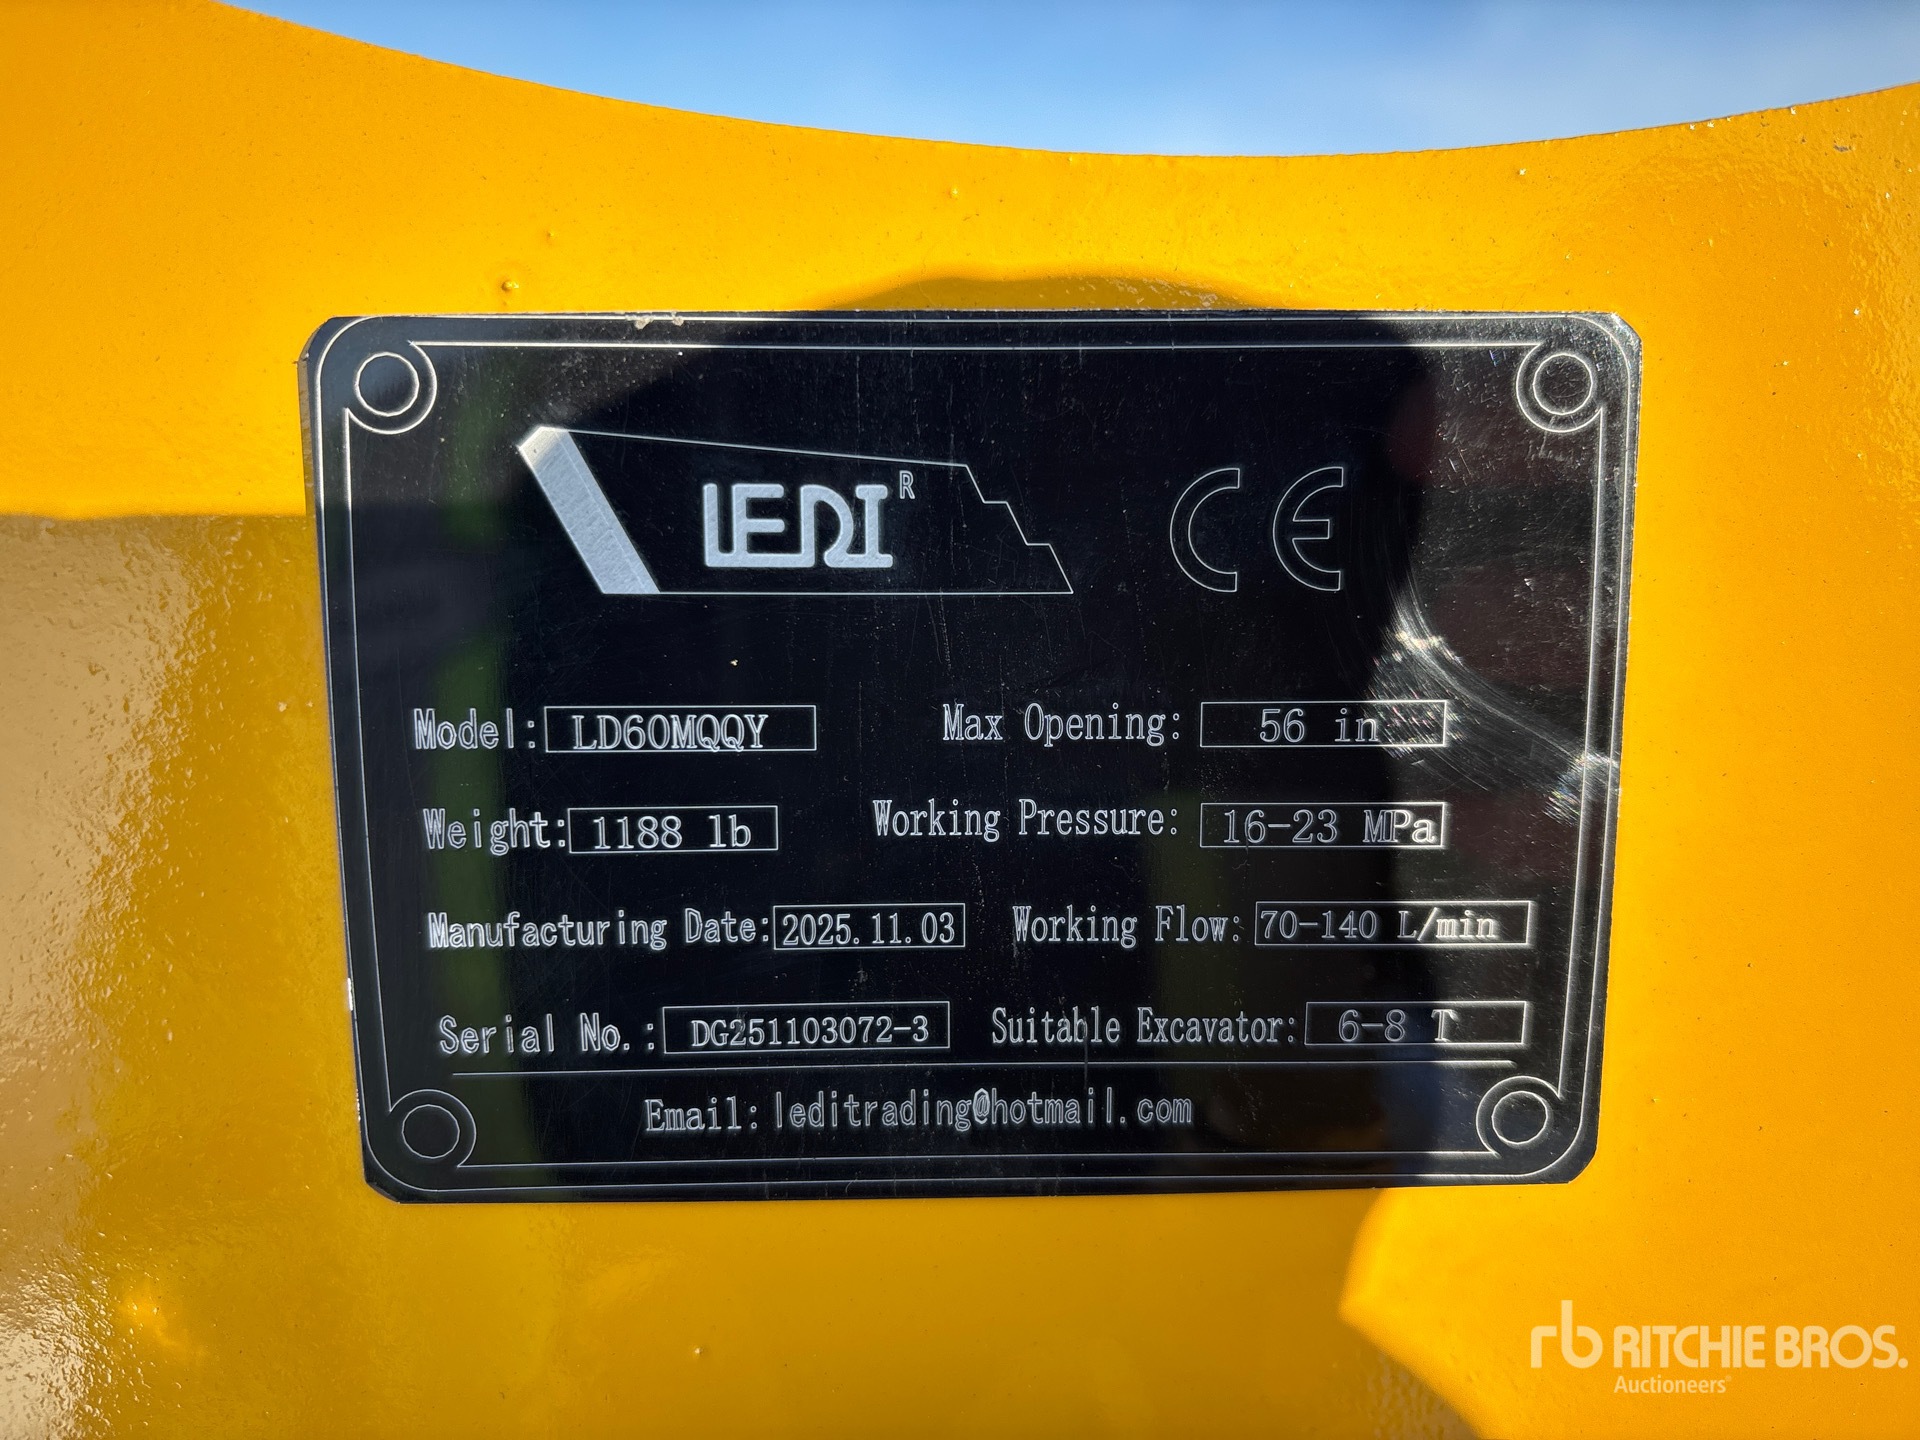 LEDI R CE
Model: LD60MQQY Max Opening: 56 in
Weight: 1188 lb Working Pressure: 16-23 MPa
Manufacturing Date: 2025.11.03 Working Flow: 70-140 L/min
Serial No.: DG251103072-3 Suitable Excavator: 6-8 T
Email: leditrading@hotmail.com
rb RITCHIE BROS.
Auctioneers